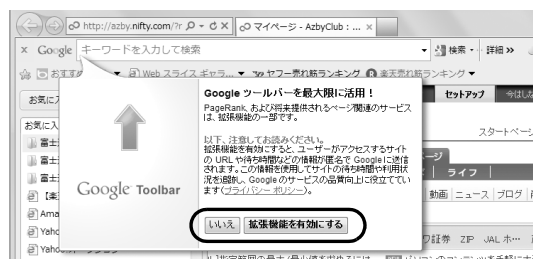 http://azby.nifty.com/?r
マイページ - AzbyClub : ...
× Google キーワードを入力して検索
検索
詳細 >>
Web スライス ギャラ...
ヤフー売れ筋ランキング
楽天売れ筋ランキング
お気に入
セットアップ
今はじ
Google ツールバーを最大限に活用！
PageRank、および将来提供されるページ関連のサービス
は、拡張機能の一部です。
以下、注意してお読みください。
拡張機能を有効にすると、ユーザーがアクセスするサイト
の URL や待ち時間などの情報が匿名で Google に送信
されます。この情報を使用してサイトの待ち時間や利用状
況を追跡し、Google のサービスの品質向上に役立ててい
ます(プライバシー ポリシー)。
いいえ
拡張機能を有効にする
Google Toolbar
お気に入
富士
富士
富士
【楽
Ama
Yaho
スタートページ
ライフ
動画
ニュース
ブログ
証券
ZIP
JAL